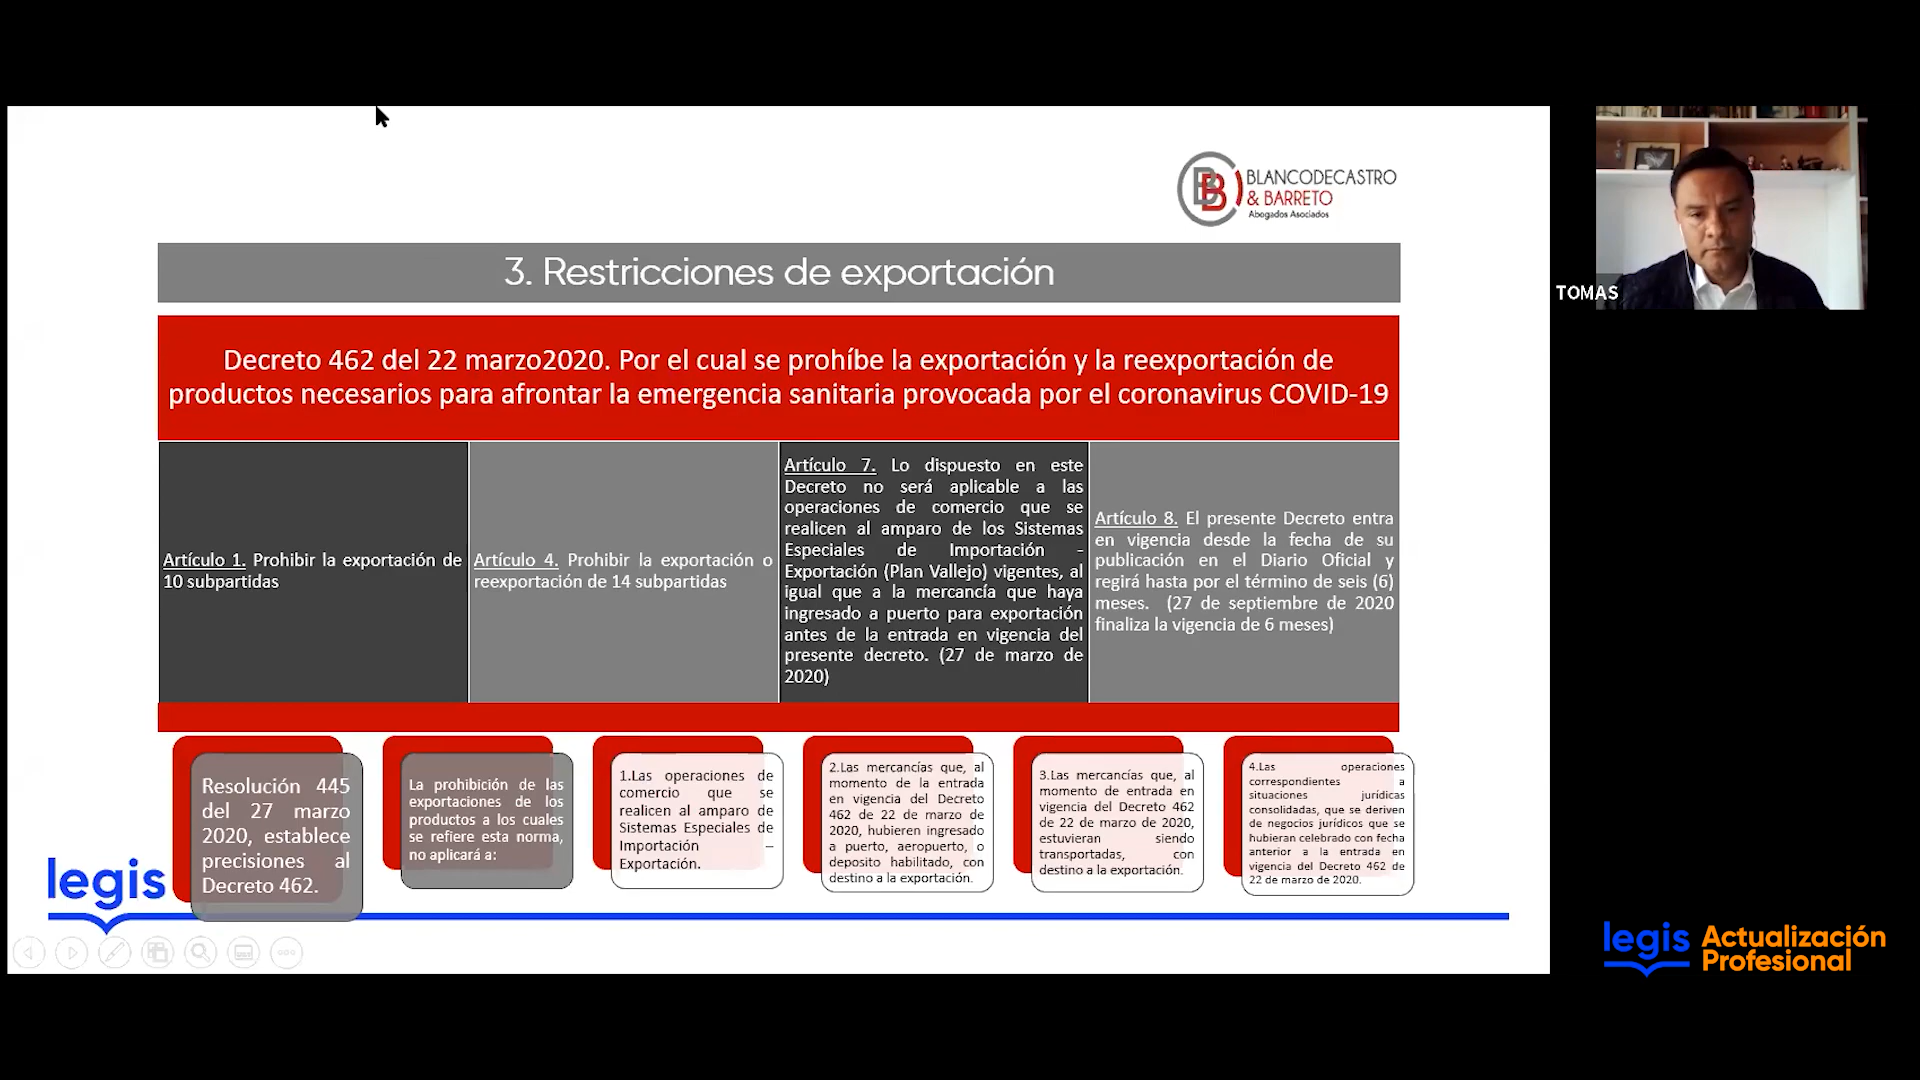 BB BLANCODECASTRO
& BARRETO
Abogados Asociados
3. Restricciones de exportación
Decreto 462 del 22 marzo2020. Por el cual se prohíbe la exportación y la reexportación de
productos necesarios para afrontar la emergencia sanitaria provocada por el coronavirus COVID-19
Artículo 1. Prohibir la exportación de
10 subpartidas
Artículo 4. Prohibir la exportación o
reexportación de 14 subpartidas
Artículo 7. Lo dispuesto en este
Decreto no será aplicable a las
operaciones de comercio que se
realicen al amparo de los Sistemas
Especiales de Importación -
Exportación (Plan Vallejo) vigentes, al
igual que a la mercancía que haya
ingresado a puerto para exportación
antes de la entrada en vigencia del
presente decreto. (27 de marzo de
2020)
Artículo 8. El presente Decreto entra
en vigencia desde la fecha de su
publicación en el Diario Oficial y
regirá hasta por el término de seis (6)
meses. (27 de septiembre de 2020
finaliza la vigencia de 6 meses)
Resolución 445
del 27 marzo
2020, establece
precisiones al
Decreto 462.
La prohibición de las
exportaciones de los
productos a los cuales
se refiere esta norma,
no aplicará a:
1.Las operaciones de
comercio que se
realicen al amparo de
Sistemas Especiales de
Importación –
Exportación.
2.Las mercancías que, al
momento de la entrada
en vigencia del Decreto
462 de 22 de marzo de
2020, hubieren ingresado
a puerto, aeropuerto, o
deposito habilitado, con
destino a la exportación.
3.Las mercancías que, al
momento de entrada en
vigencia del Decreto 462
de 22 de marzo de 2020,
estuvieran siendo
transportadas, con
destino a la exportación.
4.Las operaciones
correspondientes a
situaciones jurídicas
consolidadas, que se deriven
de negocios jurídicos que se
hubieran celebrado con fecha
anterior a la entrada en
vigencia del Decreto 462 de
22 de marzo de 2020.
legis
TOMAS
legis Actualización
Profesional